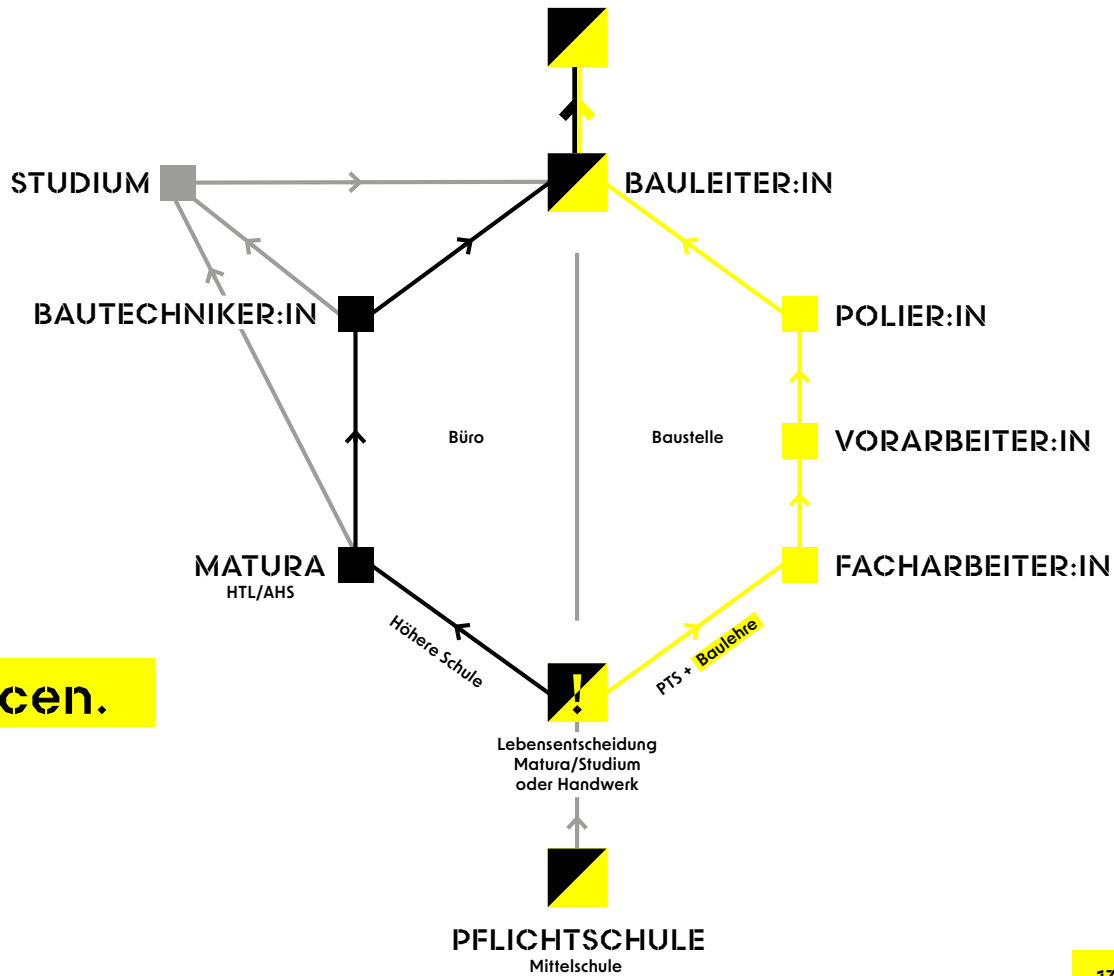 STUDIUM
BAULEITER:IN
BAUTECHNIKER:IN
POLIER:IN
Büro
Baustelle
VORARBEITER:IN
MATURA
HTL/AHS
FACHARBEITER:IN
Höhere Schule
PTS + Baulehre
cen.
!
Lebensentscheidung
Matura/Studium
oder Handwerk
PFLICHTSCHULE
Mittelschule